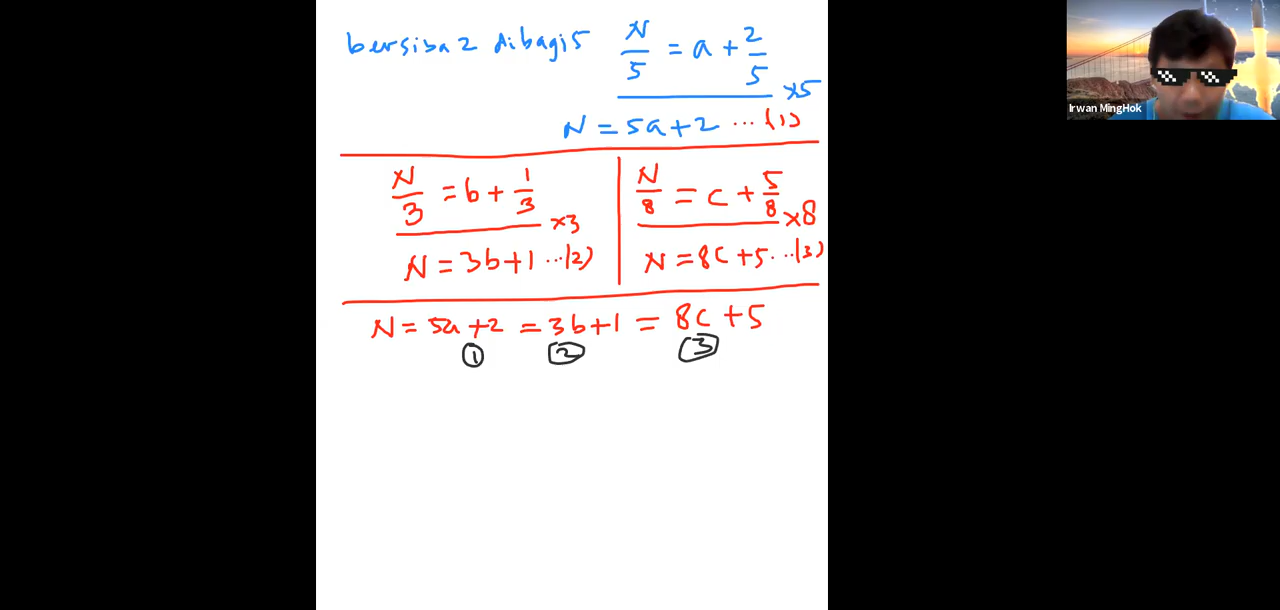 bersisa 2 dibagi 5 N/5 = a + 2/5 ×5
N = 5a + 2 ... (1)
N/3 = b + 1/3 ×3
N = 3b + 1 ... (2)
N/8 = c + 5/8 ×8
N = 8c + 5 ... (3)
N = 5a + 2 = 3b + 1 = 8c + 5
1 2 3
Irwan MingHok